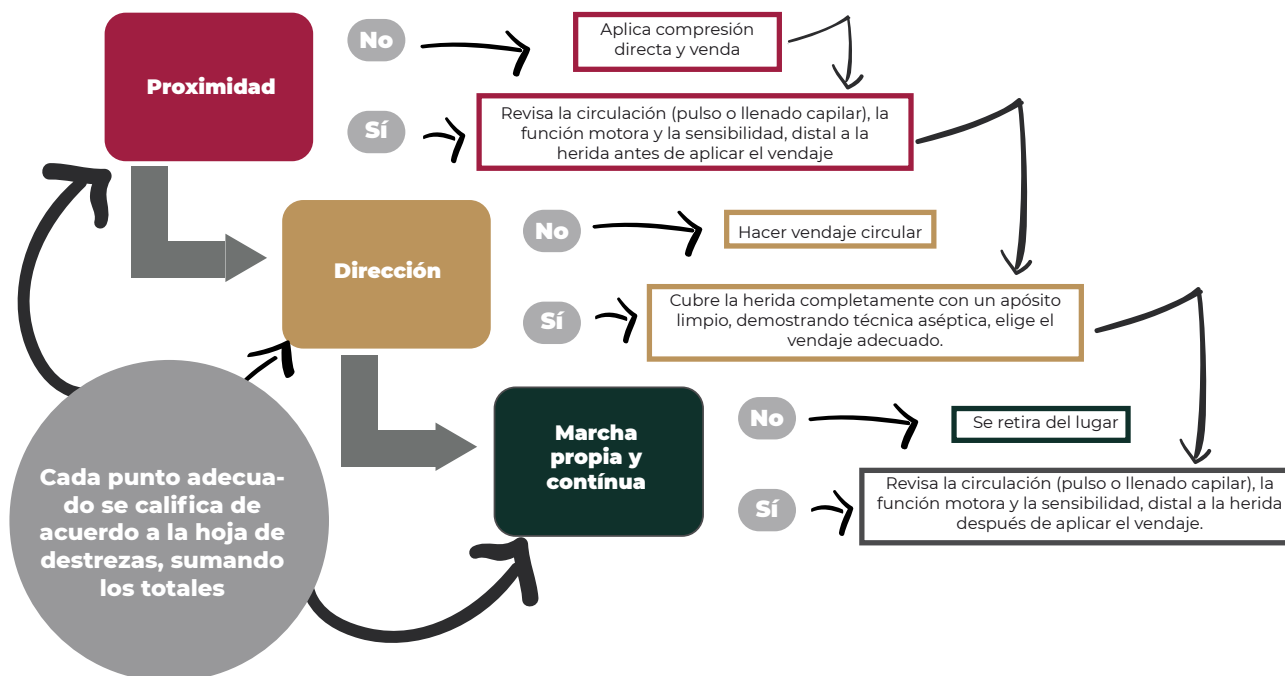 Proximidad
No
Aplica compresión
directa y venda
Sí
Revisa la circulación (pulso o llenado capilar), la
función motora y la sensibilidad, distal a la
herida antes de aplicar el vendaje
Dirección
No
Hacer vendaje circular
Sí
Cubre la herida completamente con un apósito
limpio, demostrando técnica aséptica, elige el
vendaje adecuado.
Marcha
propia y
contínua
No
Se retira del lugar
Sí
Revisa la circulación (pulso o llenado capilar), la
función motora y la sensibilidad, distal a la herida
después de aplicar el vendaje.
Cada punto adecua-
do se califica de
acuerdo a la hoja de
destrezas, sumando
los totales